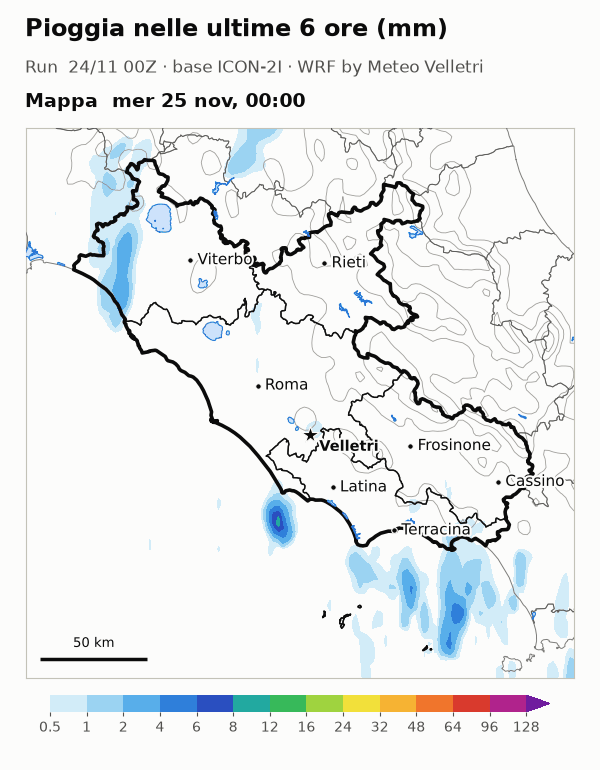 Pioggia nelle ultime 6 ore (mm)
Run  24/11 00Z · base ICON-2I · WRF by Meteo Velletri
Mappa  mer 25 nov, 00:00
Viterbo
Rieti
Roma
Velletri
Frosinone
Latina
Cassino
Terracina
50 km
0.5 1 2 4 6 8 12 16 24 32 48 64 96 128